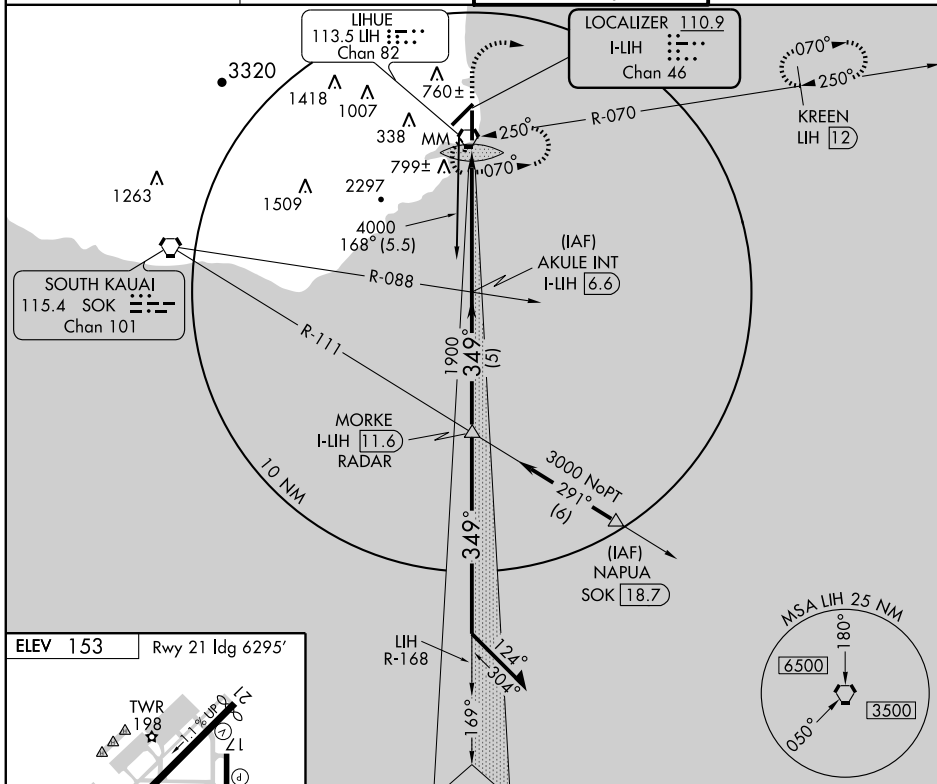 LIHUE
113.5 LIH
Chan 82
LOCALIZER 110.9
I-LIH
Chan 46
3320
1418
1007
760±
338
MM
799±
250°
070°
R-070
070°
250°
KREEN
LIH 12
1263
1509
2297
4000
168° (5.5)
(IAF)
AKULE INT
I-LIH 6.6
SOUTH KAUAI
115.4 SOK
Chan 101
R-088
R-111
1900
349°
(5)
MORKE
I-LIH 11.6
RADAR
3000 NoPT
291°
(6)
(IAF)
NAPUA
SOK 18.7
10 NM
349°
LIH
R-168
124°
304°
169°
MSA LIH 25 NM
180°
6500
3500
050°
ELEV 153
Rwy 21 ldg 6295'
TWR
198
1.1% UP
21
V
17
P